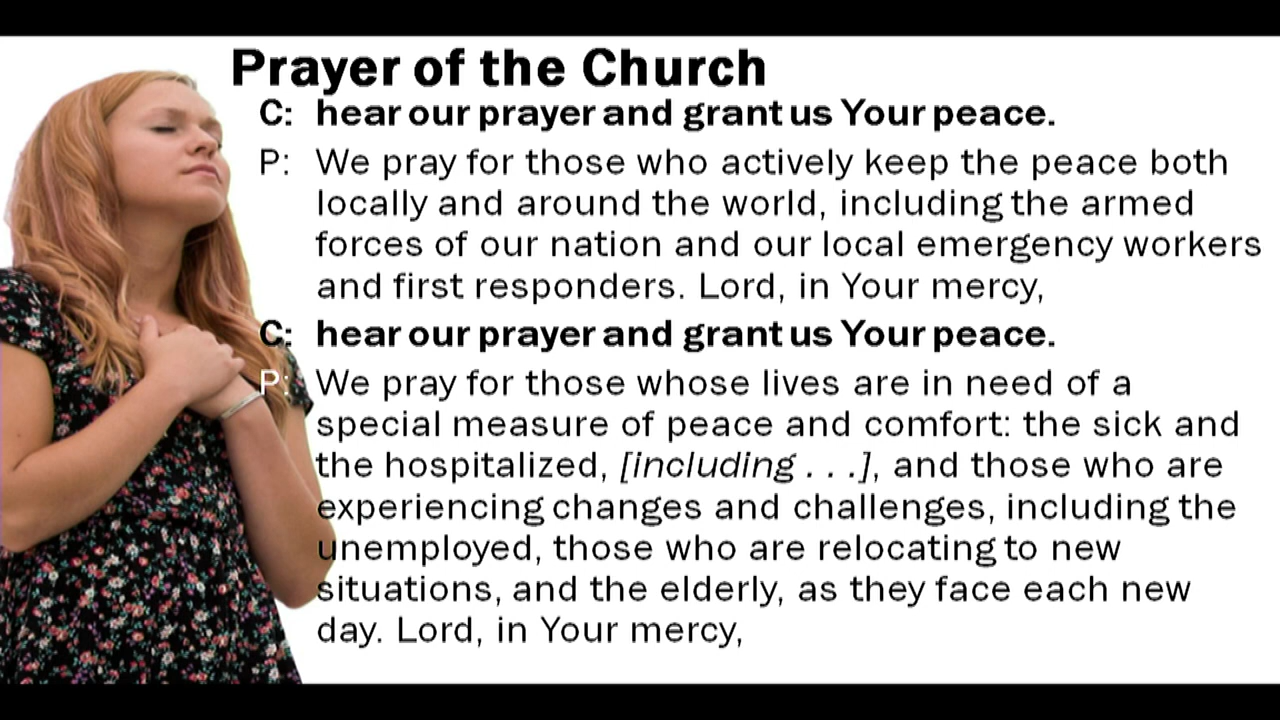 Prayer of the Church
C: hear our prayer and grant us Your peace.
P: We pray for those who actively keep the peace both
locally and around the world, including the armed
forces of our nation and our local emergency workers
and first responders. Lord, in Your mercy,
C: hear our prayer and grant us Your peace.
P: We pray for those whose lives are in need of a
special measure of peace and comfort: the sick and
the hospitalized, [including . . .], and those who are
experiencing changes and challenges, including the
unemployed, those who are relocating to new
situations, and the elderly, as they face each new
day. Lord, in Your mercy,